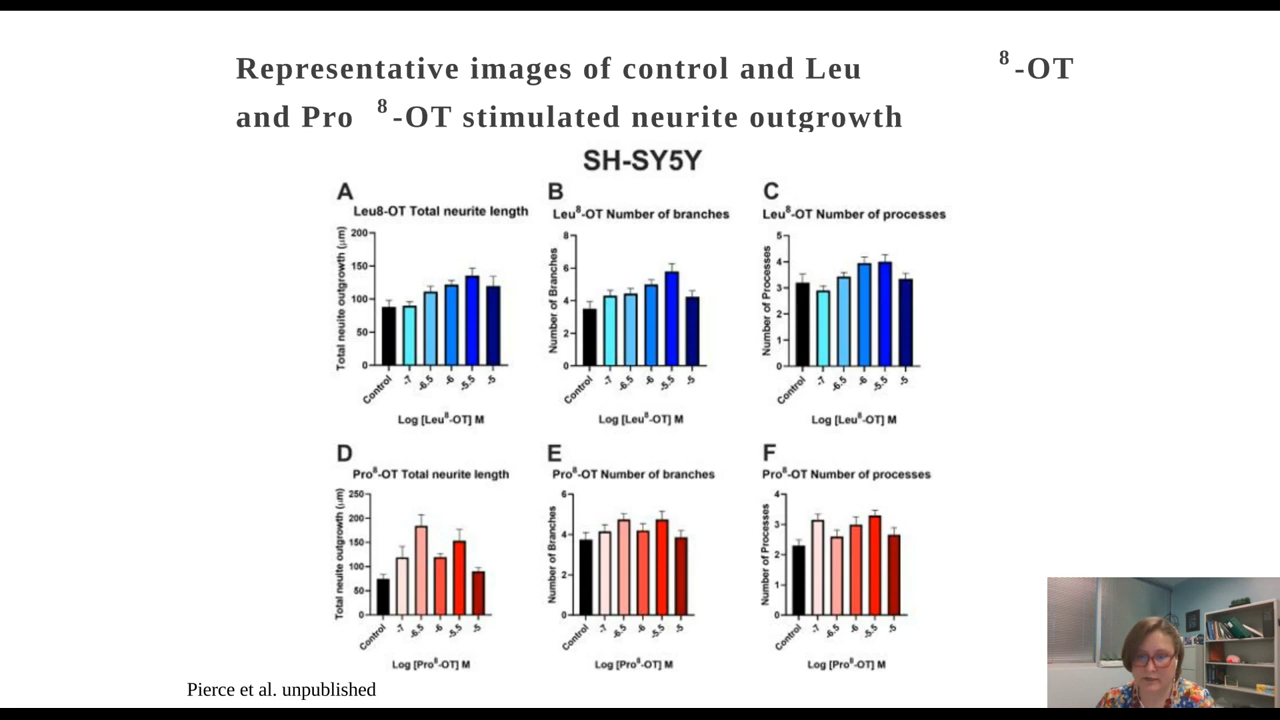 Representative images of control and Leu 8-OT
and Pro 8-OT stimulated neurite outgrowth
SH-SY5Y
A
Leu8-OT Total neurite length
Total neuite outgrowth (μm)
200
150
100
50
0
Control -7 -6.5 -6 -5.5 -5
Log [Leu8-OT] M
B
Leu8-OT Number of branches
Number of Branches
8
6
4
2
0
Control -7 -6.5 -6 -5.5 -5
Log [Leu8-OT] M
C
Leu8-OT Number of processes
Number of Processes
5
4
3
2
1
0
Control -7 -6.5 -6 -5.5 -5
Log [Leu8-OT] M
D
Pro8-OT Total neurite length
Total neuite outgrowth (μm)
250
200
150
100
50
0
Control -7 -6.5 -6 -5.5 -5
Log [Pro8-OT] M
E
Pro8-OT Number of branches
Number of Branches
6
4
2
0
Control -7 -6.5 -6 -5.5 -5
Log [Pro8-OT] M
F
Pro8-OT Number of processes
Number of Processes
4
3
2
1
0
Control -7 -6.5 -6 -5.5 -5
Log [Pro8-OT] M
Pierce et al. unpublished